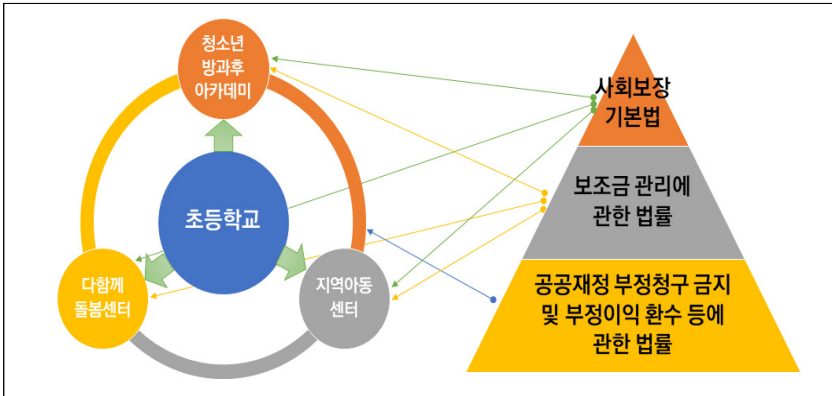 청소년
방과후
아카데미
초등학교
다함께
돌봄센터
지역아동
센터
사회보장
기본법
보조금 관리에
관한 법률
공공재정 부정청구 금지
및 부정이익 환수 등에
관한 법률